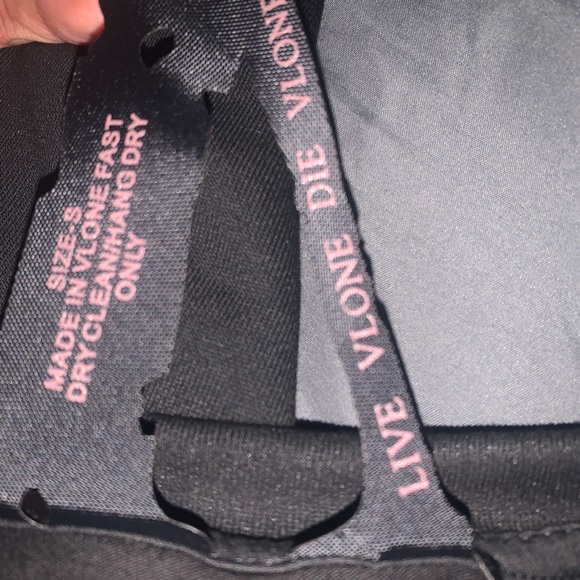 SIZE-S
MADE IN VLONE FAST
DRY CLEAN/HANG DRY
ONLY
LIVE VLONE DIE VLONE